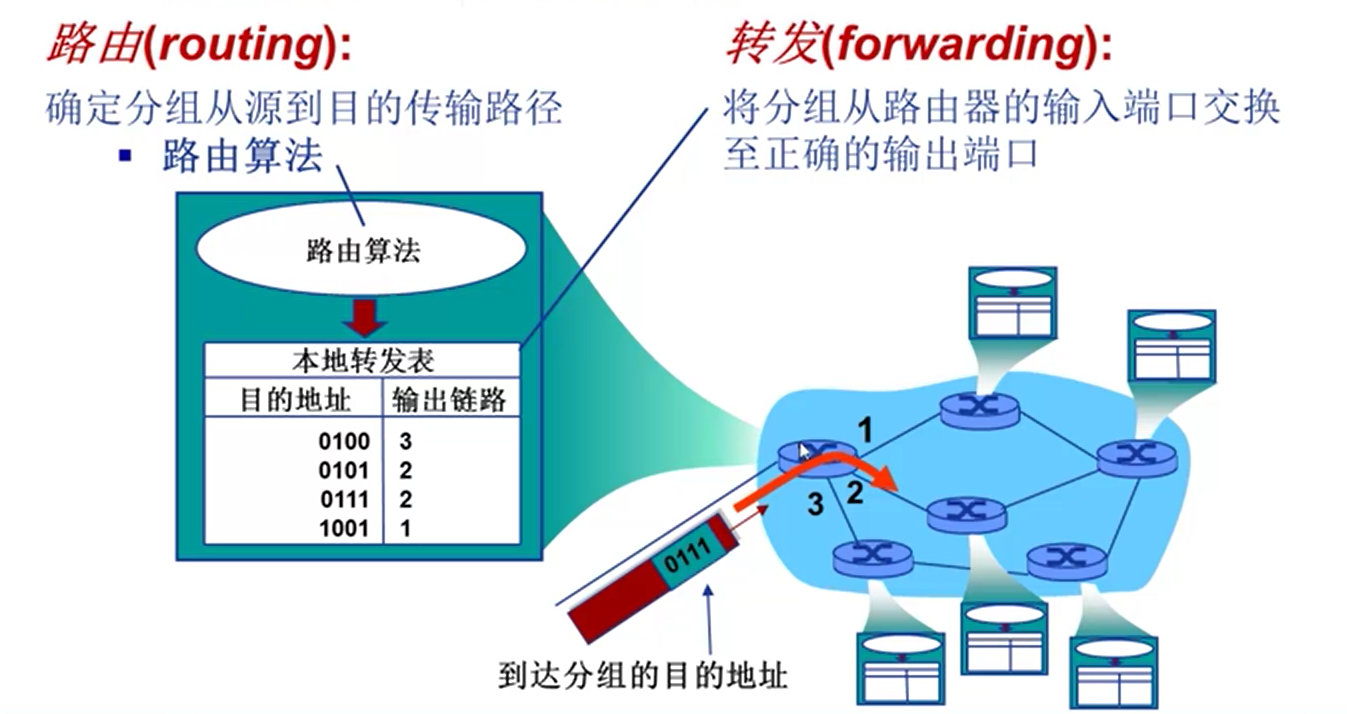 路由(routing):
确定分组从源到目的传输路径
▪ 路由算法
转发(forwarding):
将分组从路由器的输入端口交换
至正确的输出端口
路由算法
本地转发表
目的地址 输出链路
0100 3
0101 2
0111 2
1001 1
1
2
3
0111
到达分组的目的地址